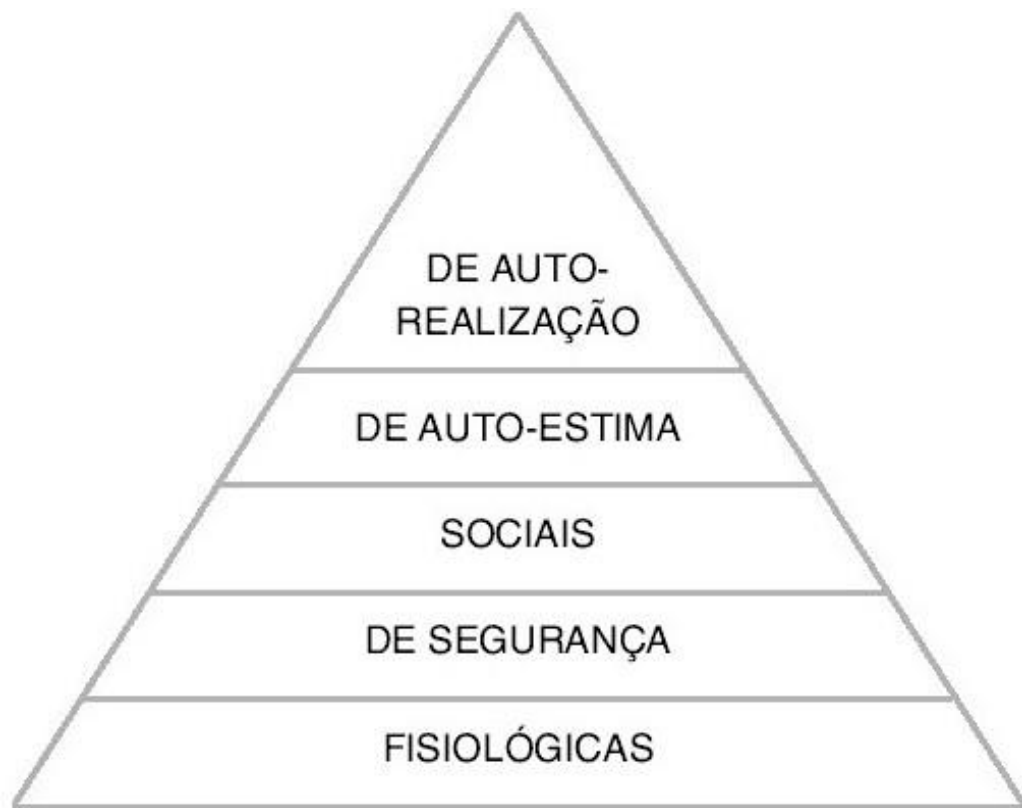 DE AUTO-
REALIZAÇÃO
DE AUTO-ESTIMA
SOCIAIS
DE SEGURANÇA
FISIOLÓGICAS